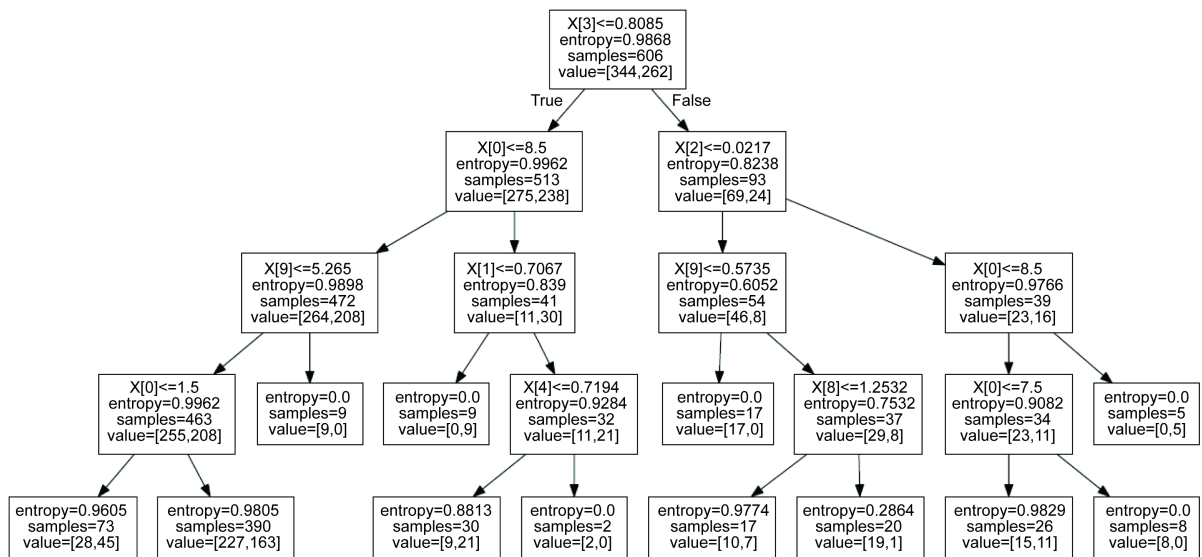 X[3]<=0.8085
entropy=0.9868
samples=606
value=[344,262]
True
False
X[0]<=8.5
entropy=0.9962
samples=513
value=[275,238]
X[2]<=0.0217
entropy=0.8238
samples=93
value=[69,24]
X[9]<=5.265
entropy=0.9898
samples=472
value=[264,208]
X[1]<=0.7067
entropy=0.839
samples=41
value=[11,30]
X[9]<=0.5735
entropy=0.6052
samples=54
value=[46,8]
X[0]<=8.5
entropy=0.9766
samples=39
value=[23,16]
X[0]<=1.5
entropy=0.9962
samples=463
value=[255,208]
entropy=0.0
samples=9
value=[9,0]
entropy=0.0
samples=9
value=[0,9]
X[4]<=0.7194
entropy=0.9284
samples=32
value=[11,21]
entropy=0.0
samples=17
value=[17,0]
X[8]<=1.2532
entropy=0.7532
samples=37
value=[29,8]
X[0]<=7.5
entropy=0.9082
samples=34
value=[23,11]
entropy=0.0
samples=5
value=[0,5]
entropy=0.9605
samples=73
value=[28,45]
entropy=0.9805
samples=390
value=[227,163]
entropy=0.8813
samples=30
value=[9,21]
entropy=0.0
samples=2
value=[2,0]
entropy=0.9774
samples=17
value=[10,7]
entropy=0.2864
samples=20
value=[19,1]
entropy=0.9829
samples=26
value=[15,11]
entropy=0.0
samples=8
value=[8,0]